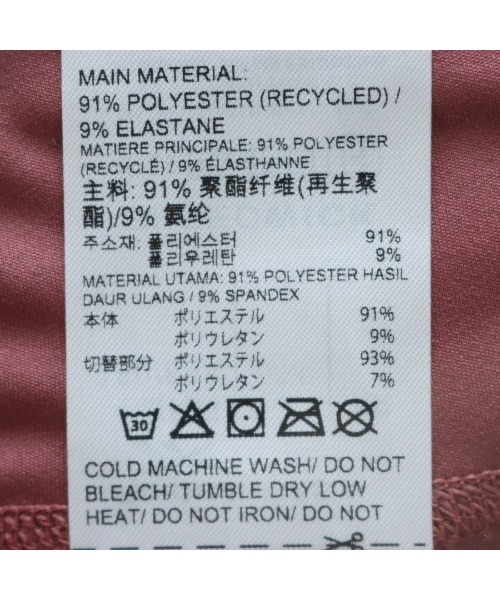 MAIN MATERIAL:
91% POLYESTER (RECYCLED) /
9% ELASTANE
MATIERE PRINCIPALE: 91% POLYESTER
(RECYCLÉ) / 9% ÉLASTHANNE
主料: 91% 聚酯纤维(再生聚
酯)/9% 氨纶
주소재: 폴리에스터 91%
폴리우레탄 9%
MATERIAL UTAMA: 91% POLYESTER HASIL
DAUR ULANG / 9% SPANDEX
本体 ポリエステル 91%
ポリウレタン 9%
切替部分 ポリエステル 93%
ポリウレタン 7%
30
COLD MACHINE WASH/ DO NOT
BLEACH/ TUMBLE DRY LOW
HEAT/ DO NOT IRON/ DO NOT